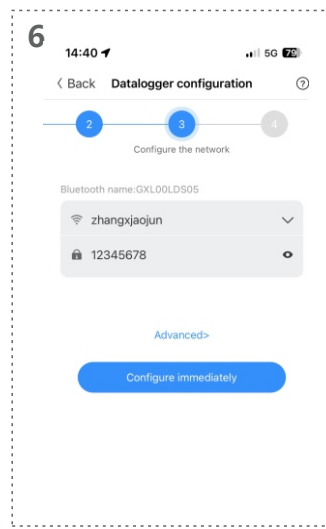 6
14:40
5G 79
< Back Datalogger configuration ?
2 3 4
Configure the network
Bluetooth name:GXL00LDS05
zhangxjaojun
12345678
Advanced>
Configure immediately